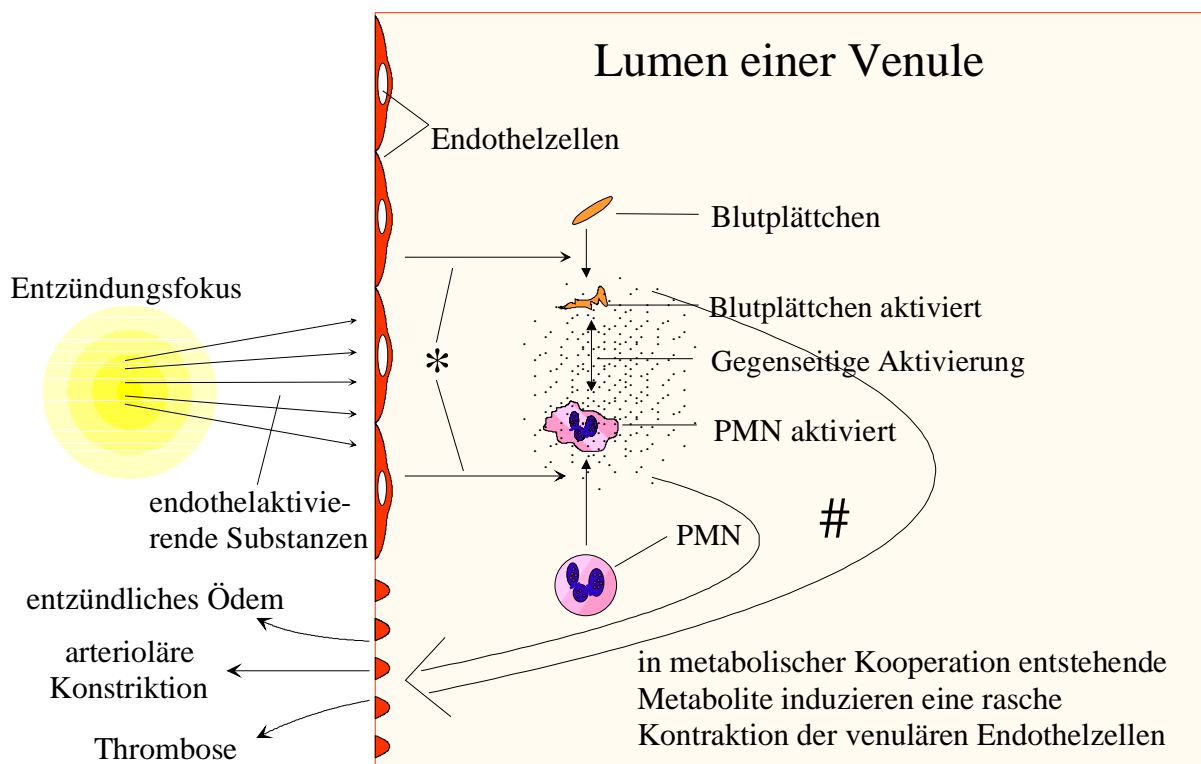 Lumen einer Venule
Endothelzellen
Blutplättchen
Entzündungsfokus
Blutplättchen aktiviert
*
Gegenseitige Aktivierung
PMN aktiviert
endothelaktivie-
rende Substanzen
#
PMN
entzündliches Ödem
arterioläre
Konstriktion
Thrombose
in metabolischer Kooperation entstehende
Metabolite induzieren eine rasche
Kontraktion der venulären Endothelzellen